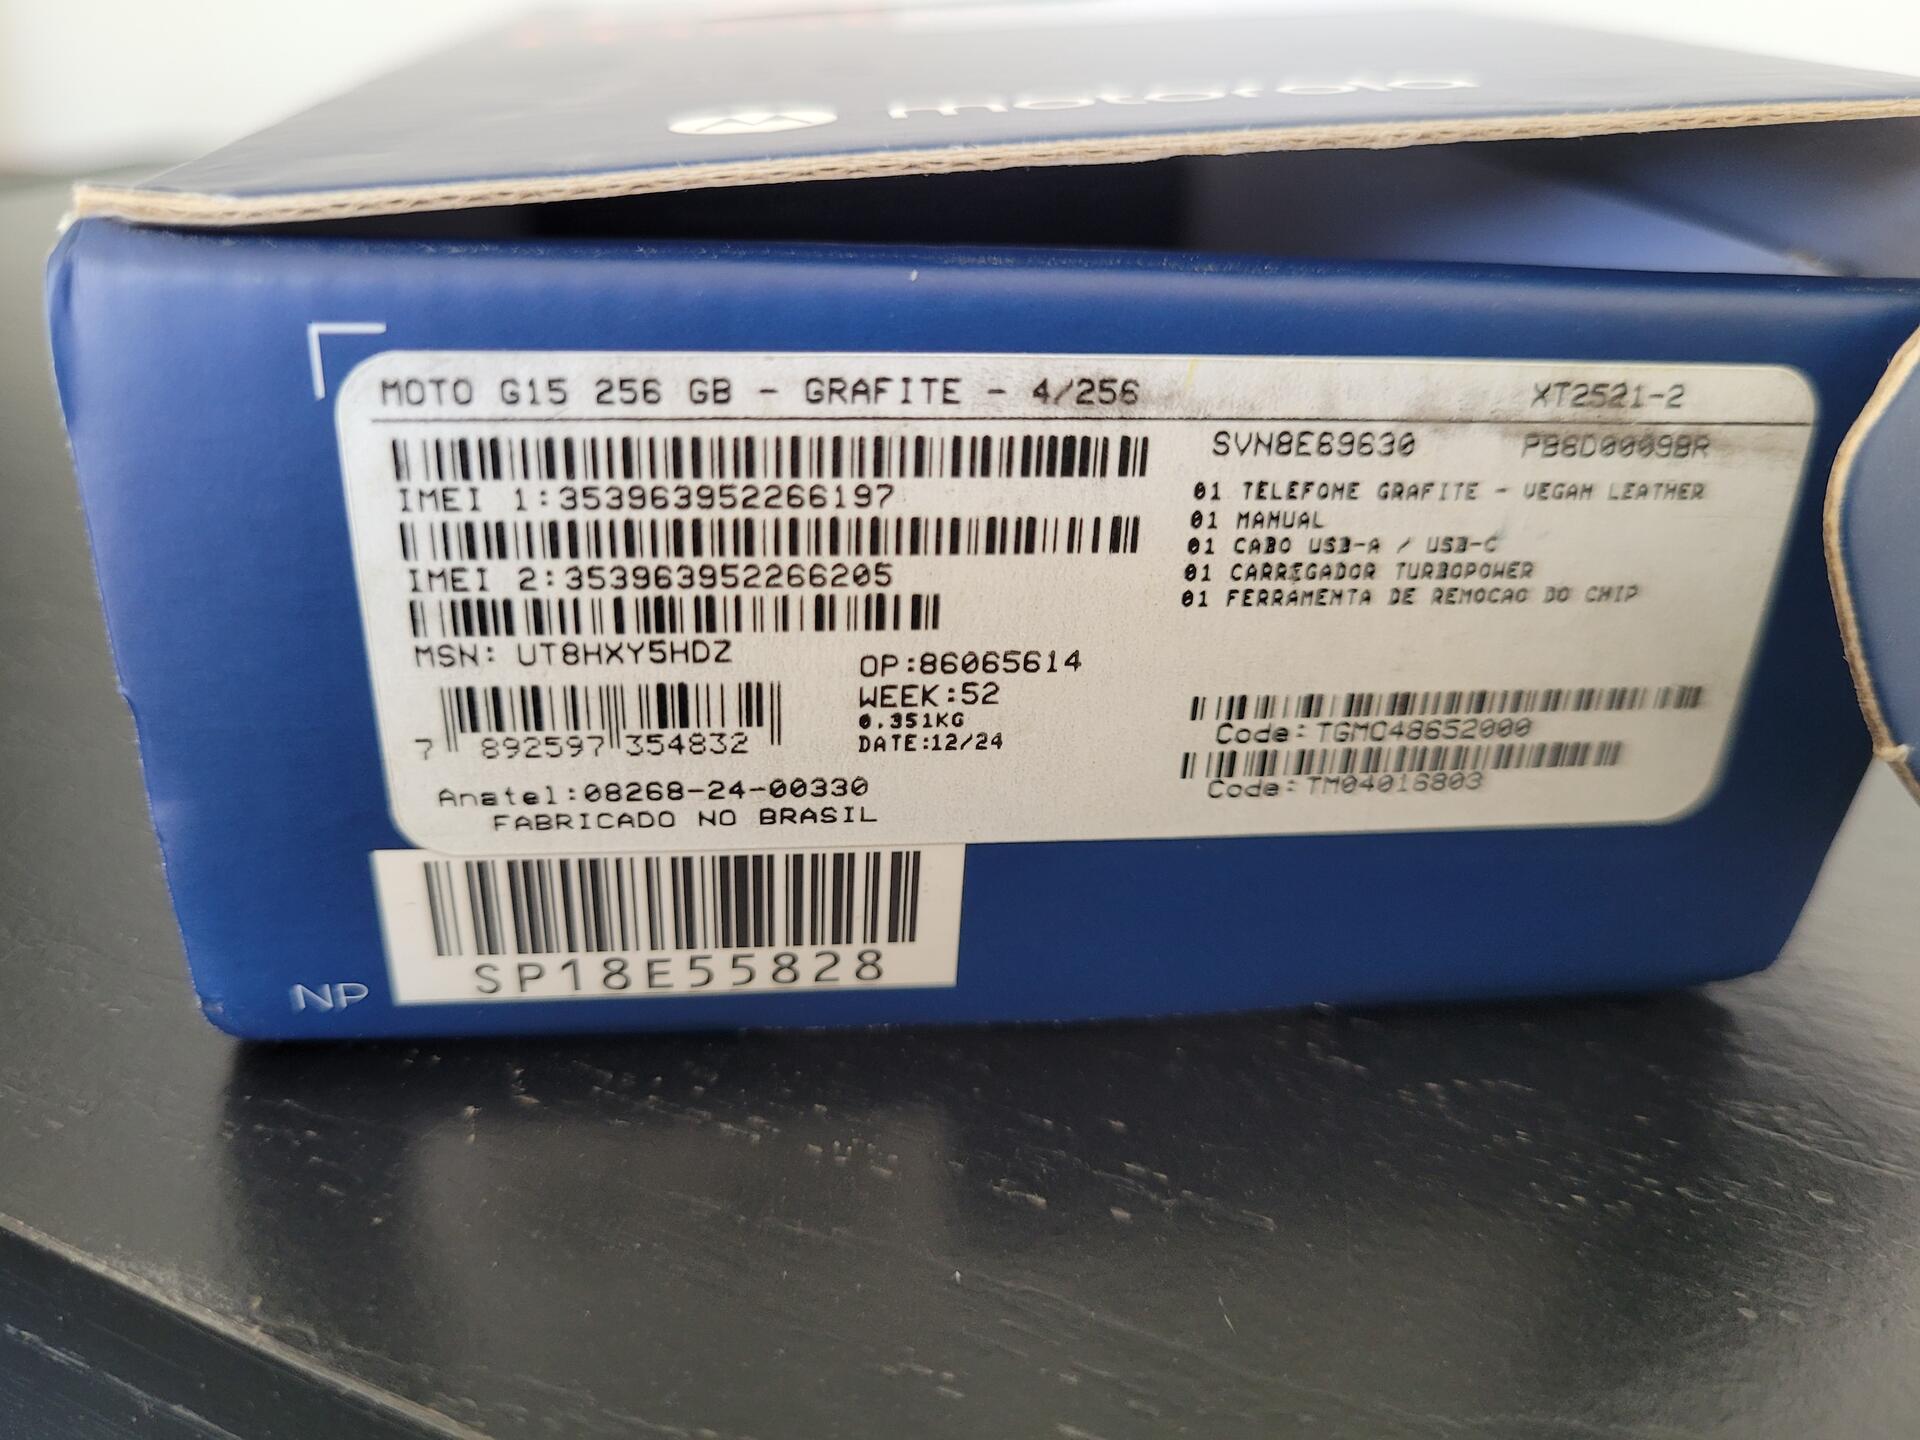 motorola
MOTO G15 256 GB - GRAFITE - 4/256
XT2521-2
IMEI 1:353963952266197
IMEI 2:353963952266205
MSN: UT8HXY5HDZ
7 892597 354832
OP:86065614
WEEK:52
0.351KG
DATE:12/24
Anatel:08268-24-00330
FABRICADO NO BRASIL
SVN8E69630
PB6D0009BR
01 TELEFONE GRAFITE - VEGAN LEATHER
01 MANUAL
01 CABO USB-A / USB-C
01 CARREGADOR TURBOPOWER
01 FERRAMENTA DE REMOCAO DO CHIP
Code: TGMC48652000
Code: TM04016803
SP18E55828
NP